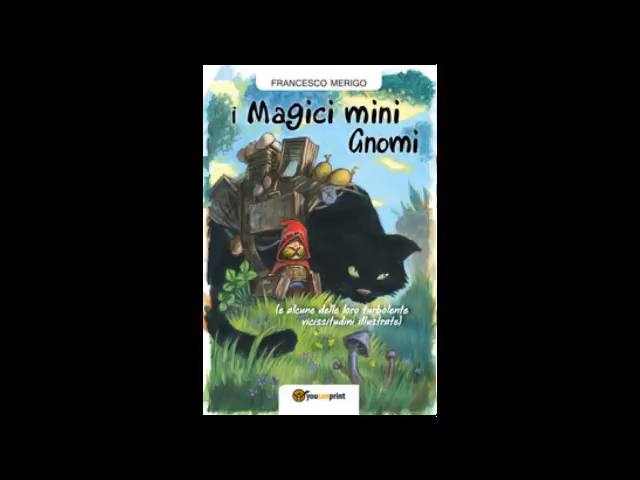 FRANCESCO MERIGO
i Magici mini
Gnomi
(e alcune delle loro turbolente
vicissitudini illustrate)
youcanprint